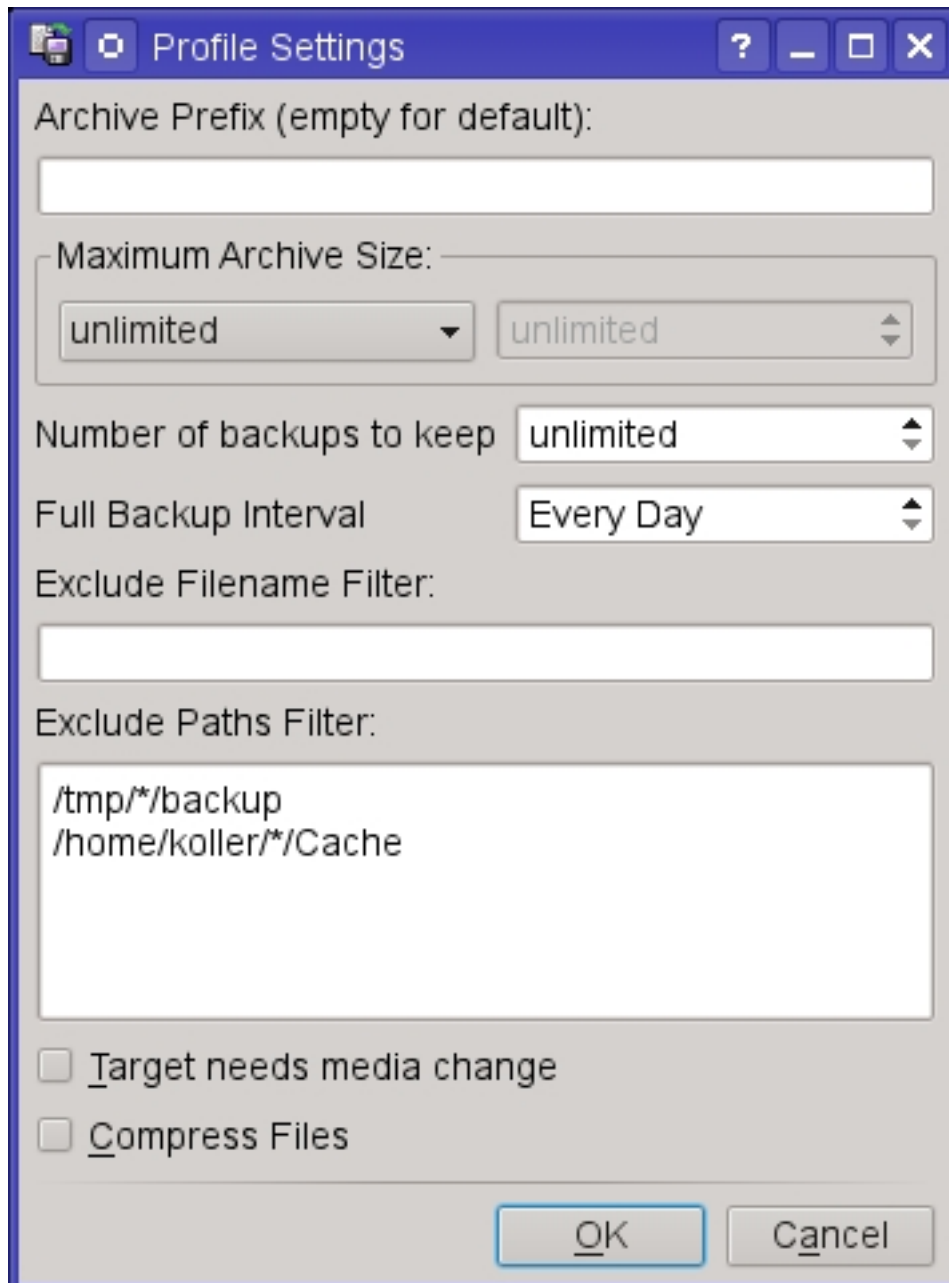 Profile Settings
Archive Prefix (empty for default):
Maximum Archive Size:
unlimited unlimited
Number of backups to keep unlimited
Full Backup Interval Every Day
Exclude Filename Filter:
Exclude Paths Filter:
/tmp/*/backup
/home/koller/*/Cache
Target needs media change
Compress Files
OK Cancel